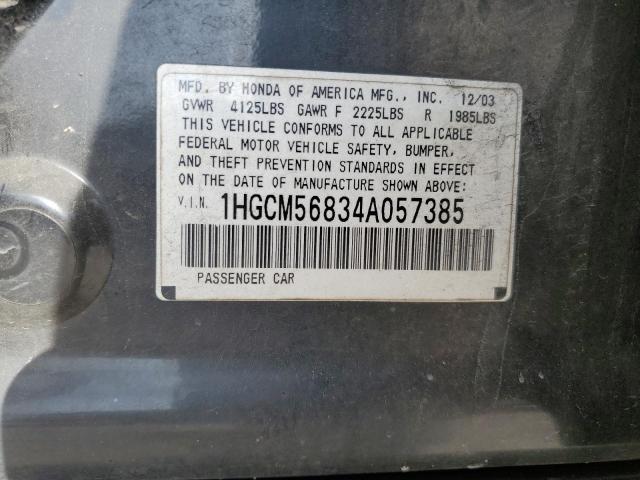 MFD. BY HONDA OF AMERICA MFG., INC. 12/03
GVWR 4125LBS GAWR F 2225LBS R 1985LBS
THIS VEHICLE CONFORMS TO ALL APPLICABLE
FEDERAL MOTOR VEHICLE SAFETY, BUMPER,
AND THEFT PREVENTION STANDARDS IN EFFECT
ON THE DATE OF MANUFACTURE SHOWN ABOVE:
V.I.N. 1HGCM56834A057385
PASSENGER CAR